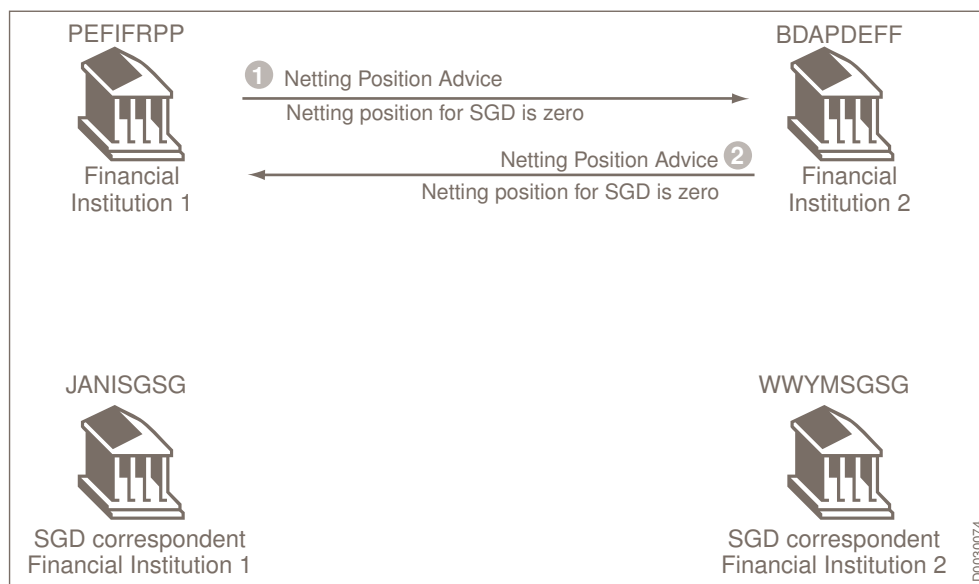 PEFIFRPP
BDAPDEFF
1 Netting Position Advice
Netting position for SGD is zero
Netting Position Advice 2
Netting position for SGD is zero
Financial
Institution 1
Financial
Institution 2
JANISGSG
WWYMSGSG
SGD correspondent
Financial Institution 1
SGD correspondent
Financial Institution 2
D0030074